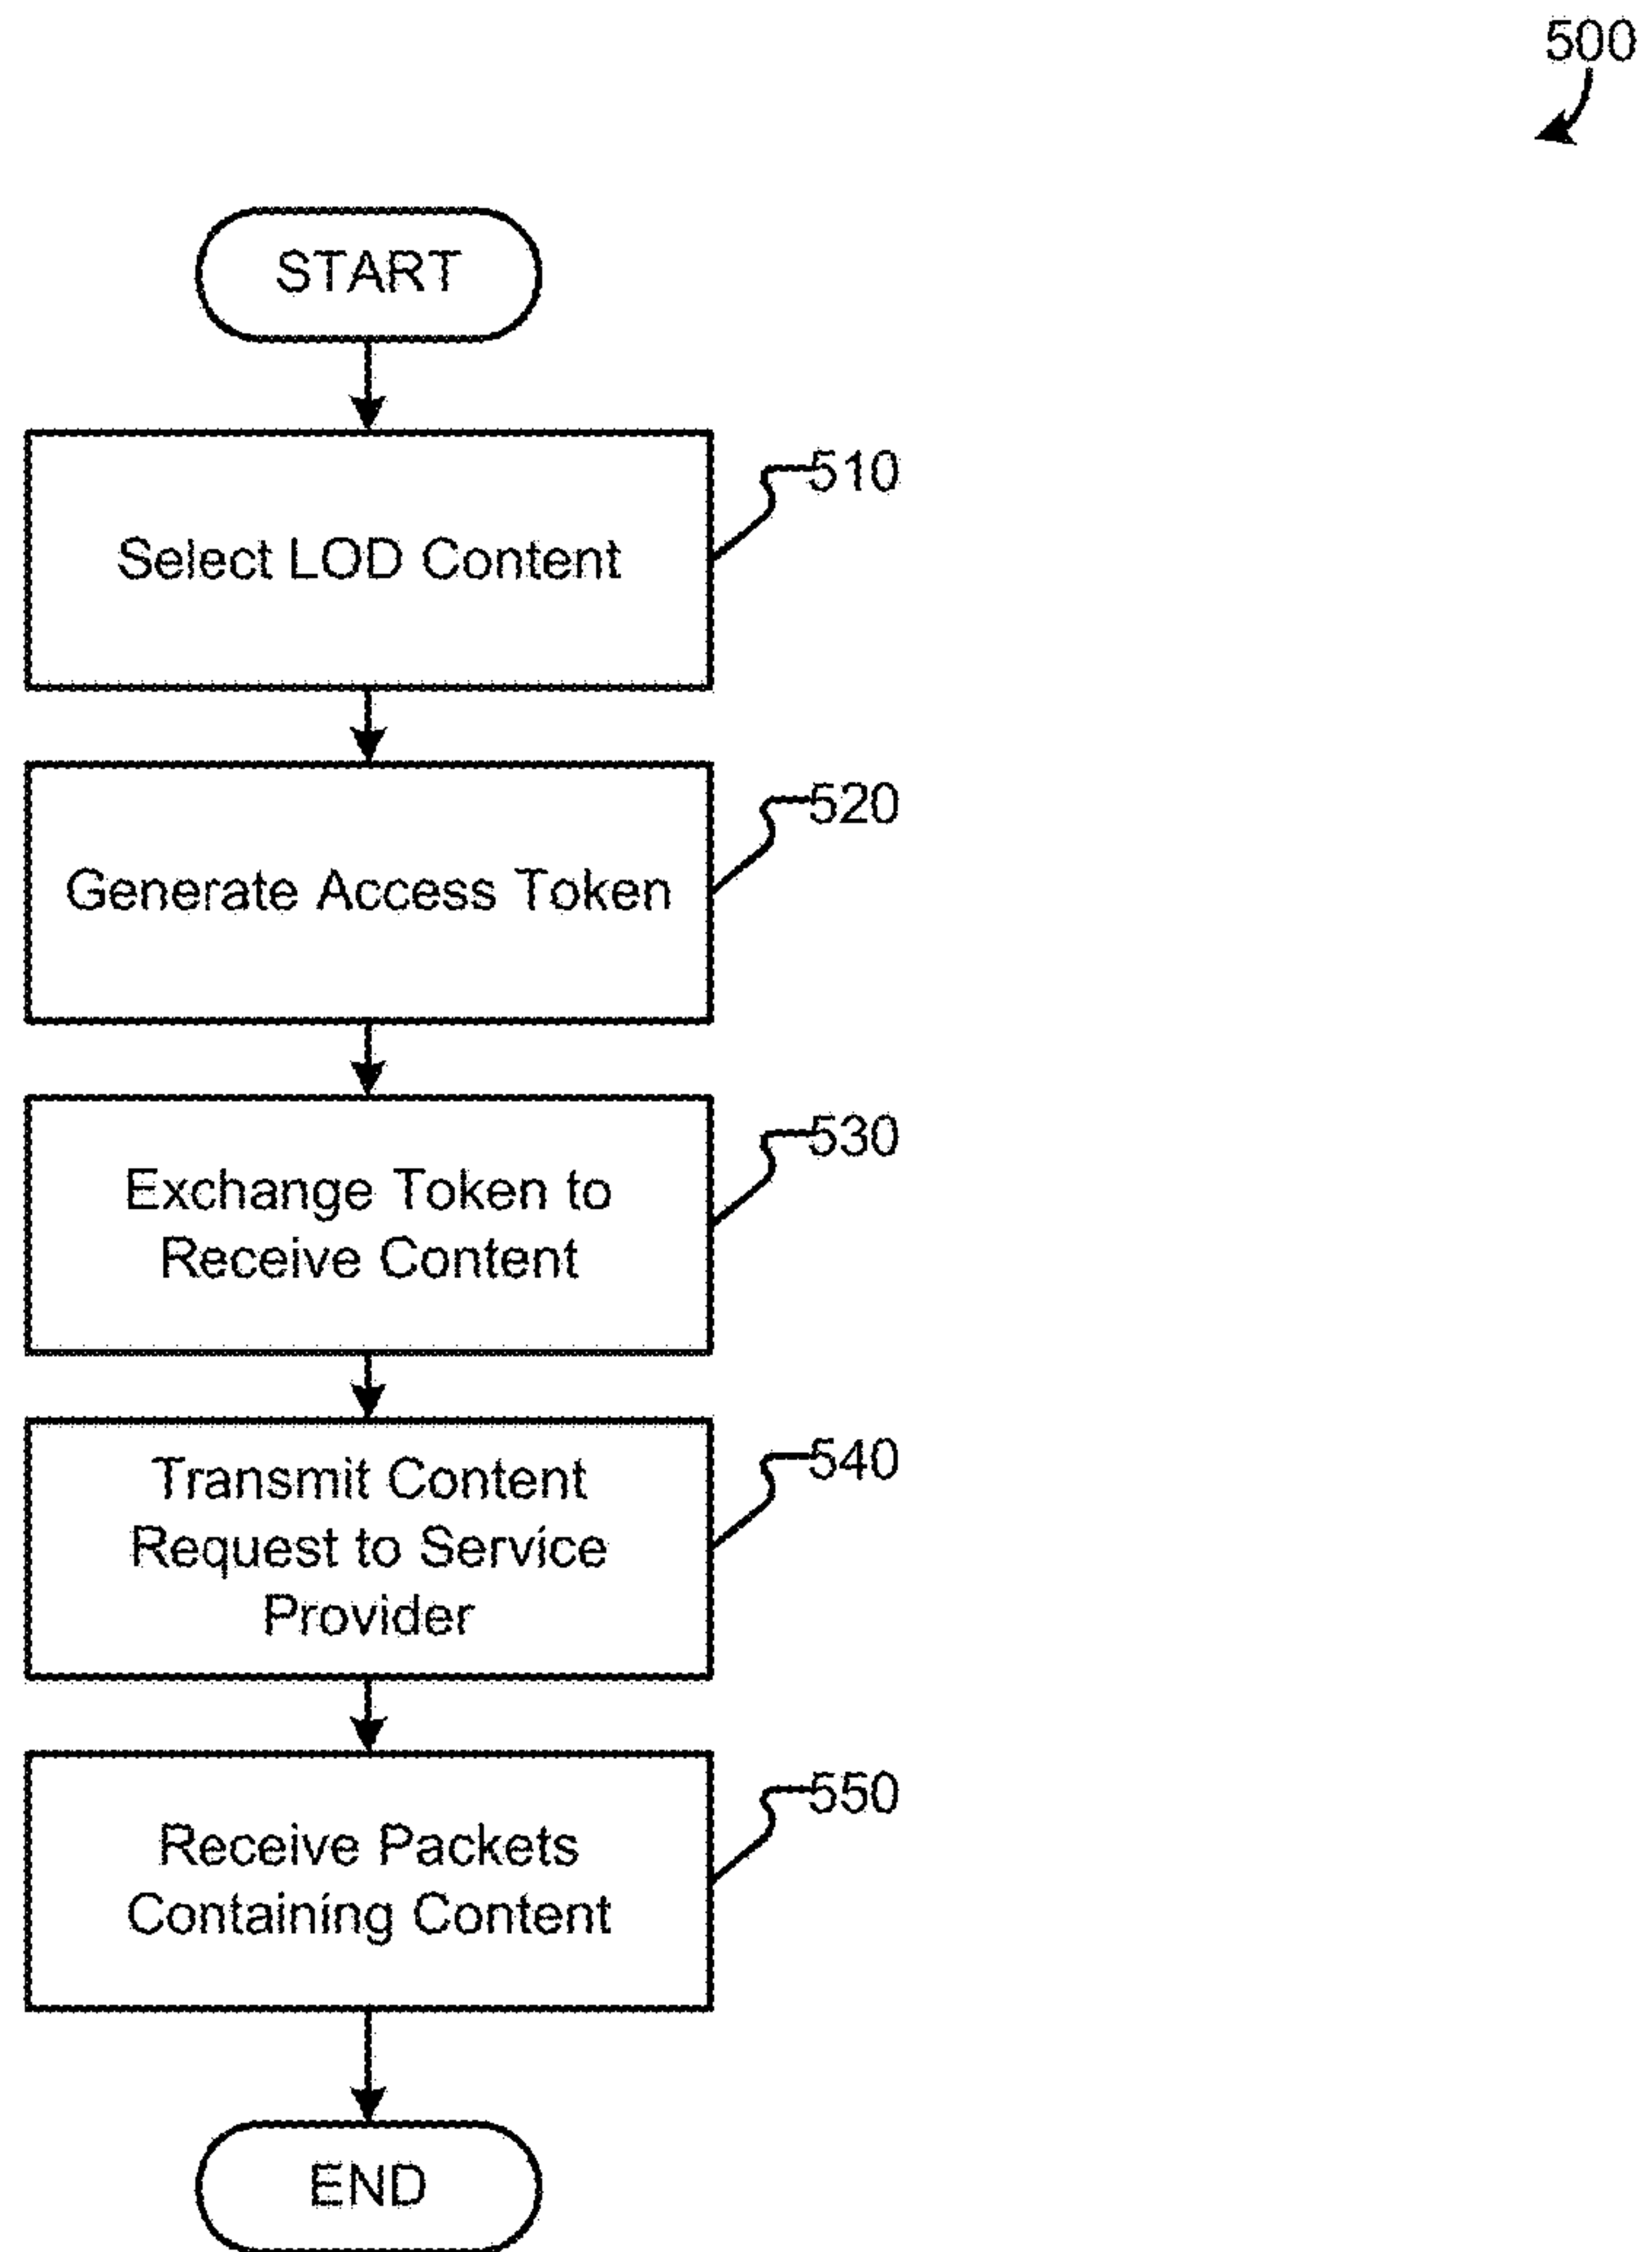 500
START
510
Select LOD Content
520
Generate Access Token
530
Exchange Token to
Receive Content
540
Transmit Content
Request to Service
Provider
550
Receive Packets
Containing Content
END